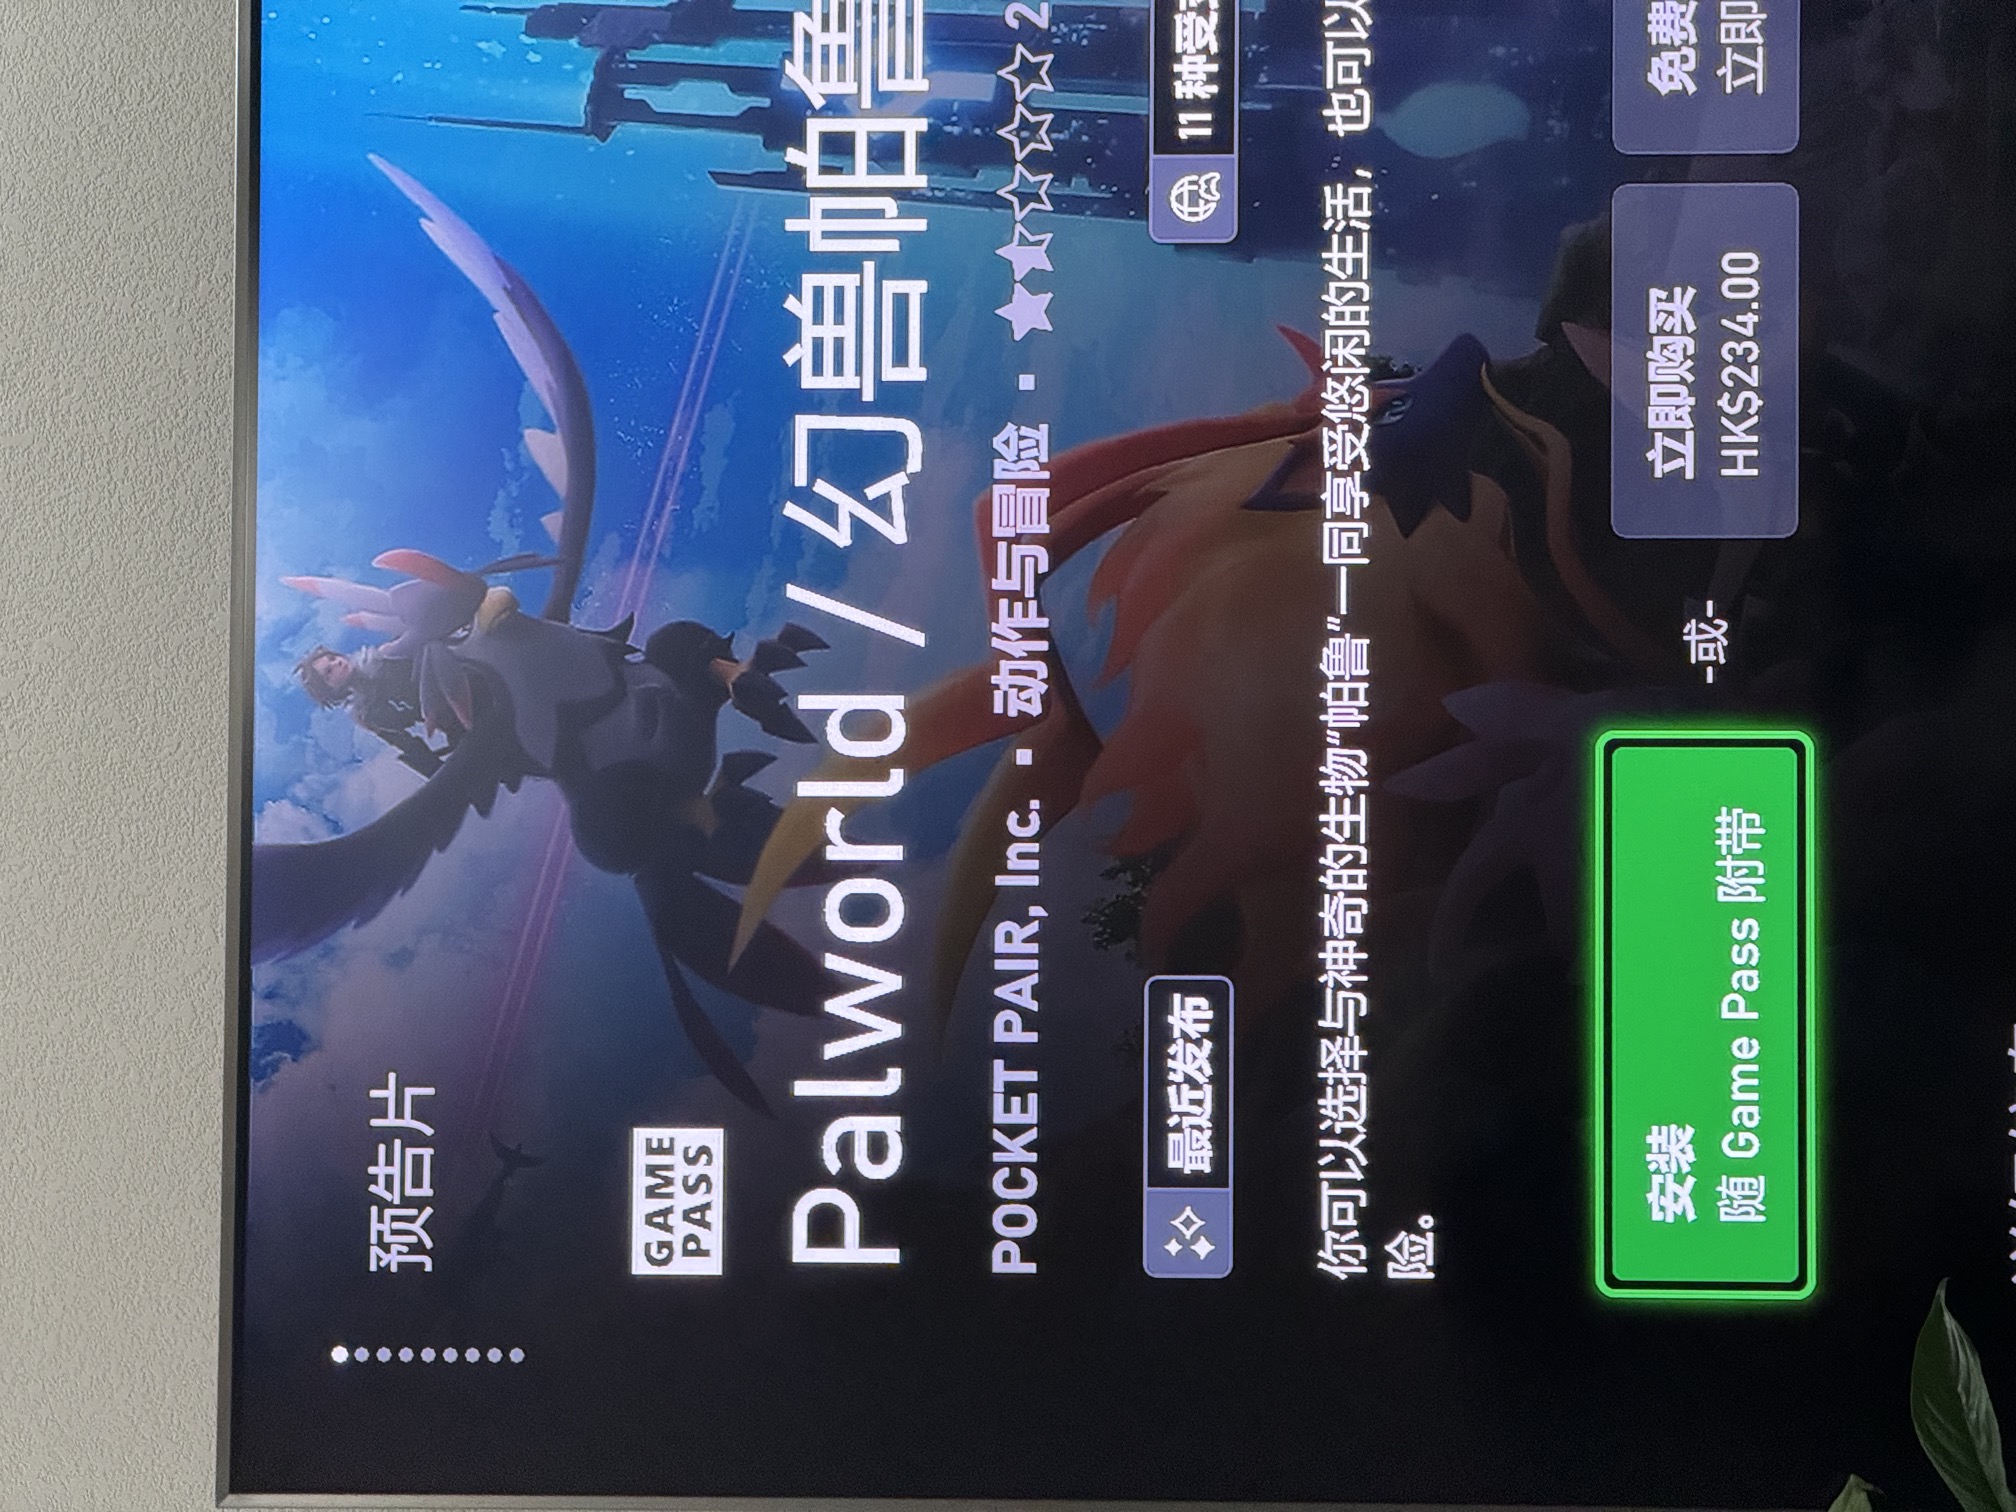 预告片
GAME
PASS
Palworld / 幻兽帕鲁
POCKET PAIR, Inc. ▪ 动作与冒险 ▪ 2
最近发布
11 种受支
你可以选择与神奇的生物“帕鲁”一同享受悠闲的生活，也可以
险。
安装
随 Game Pass 附带
-或-
立即购买
HK$234.00
免费
立即